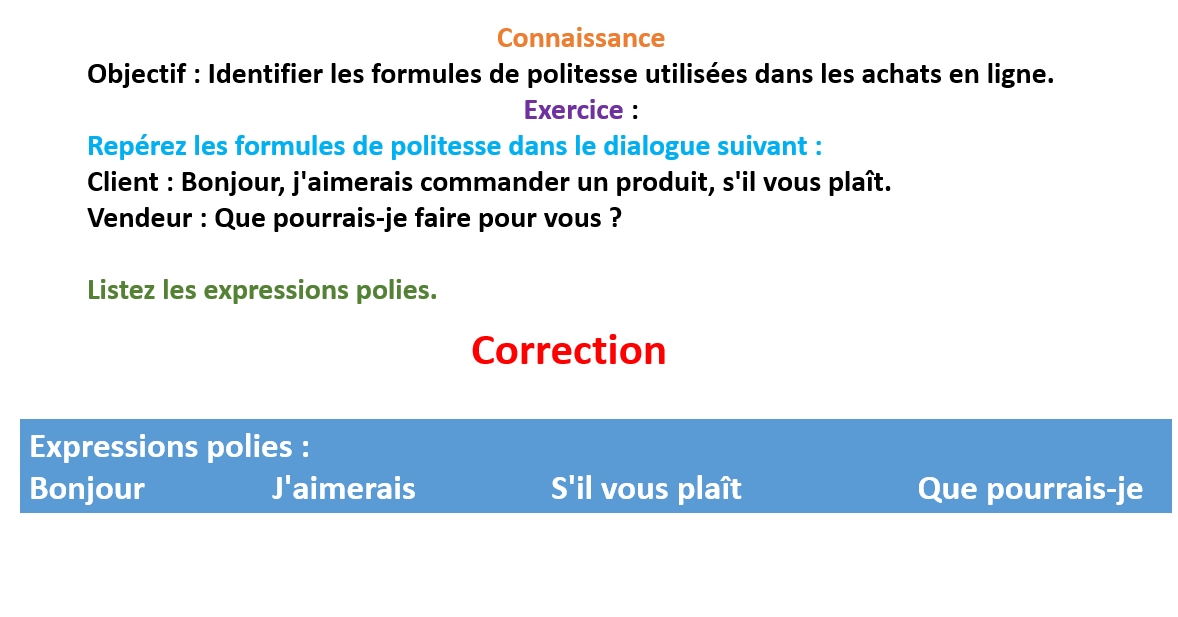 Connaissance
Objectif : Identifier les formules de politesse utilisées dans les achats en ligne.
Exercice :
Repérez les formules de politesse dans le dialogue suivant :
Client : Bonjour, j'aimerais commander un produit, s'il vous plaît.
Vendeur : Que pourrais-je faire pour vous ?
Listez les expressions polies.
Correction
Expressions polies :
Bonjour J'aimerais S'il vous plaît Que pourrais-je